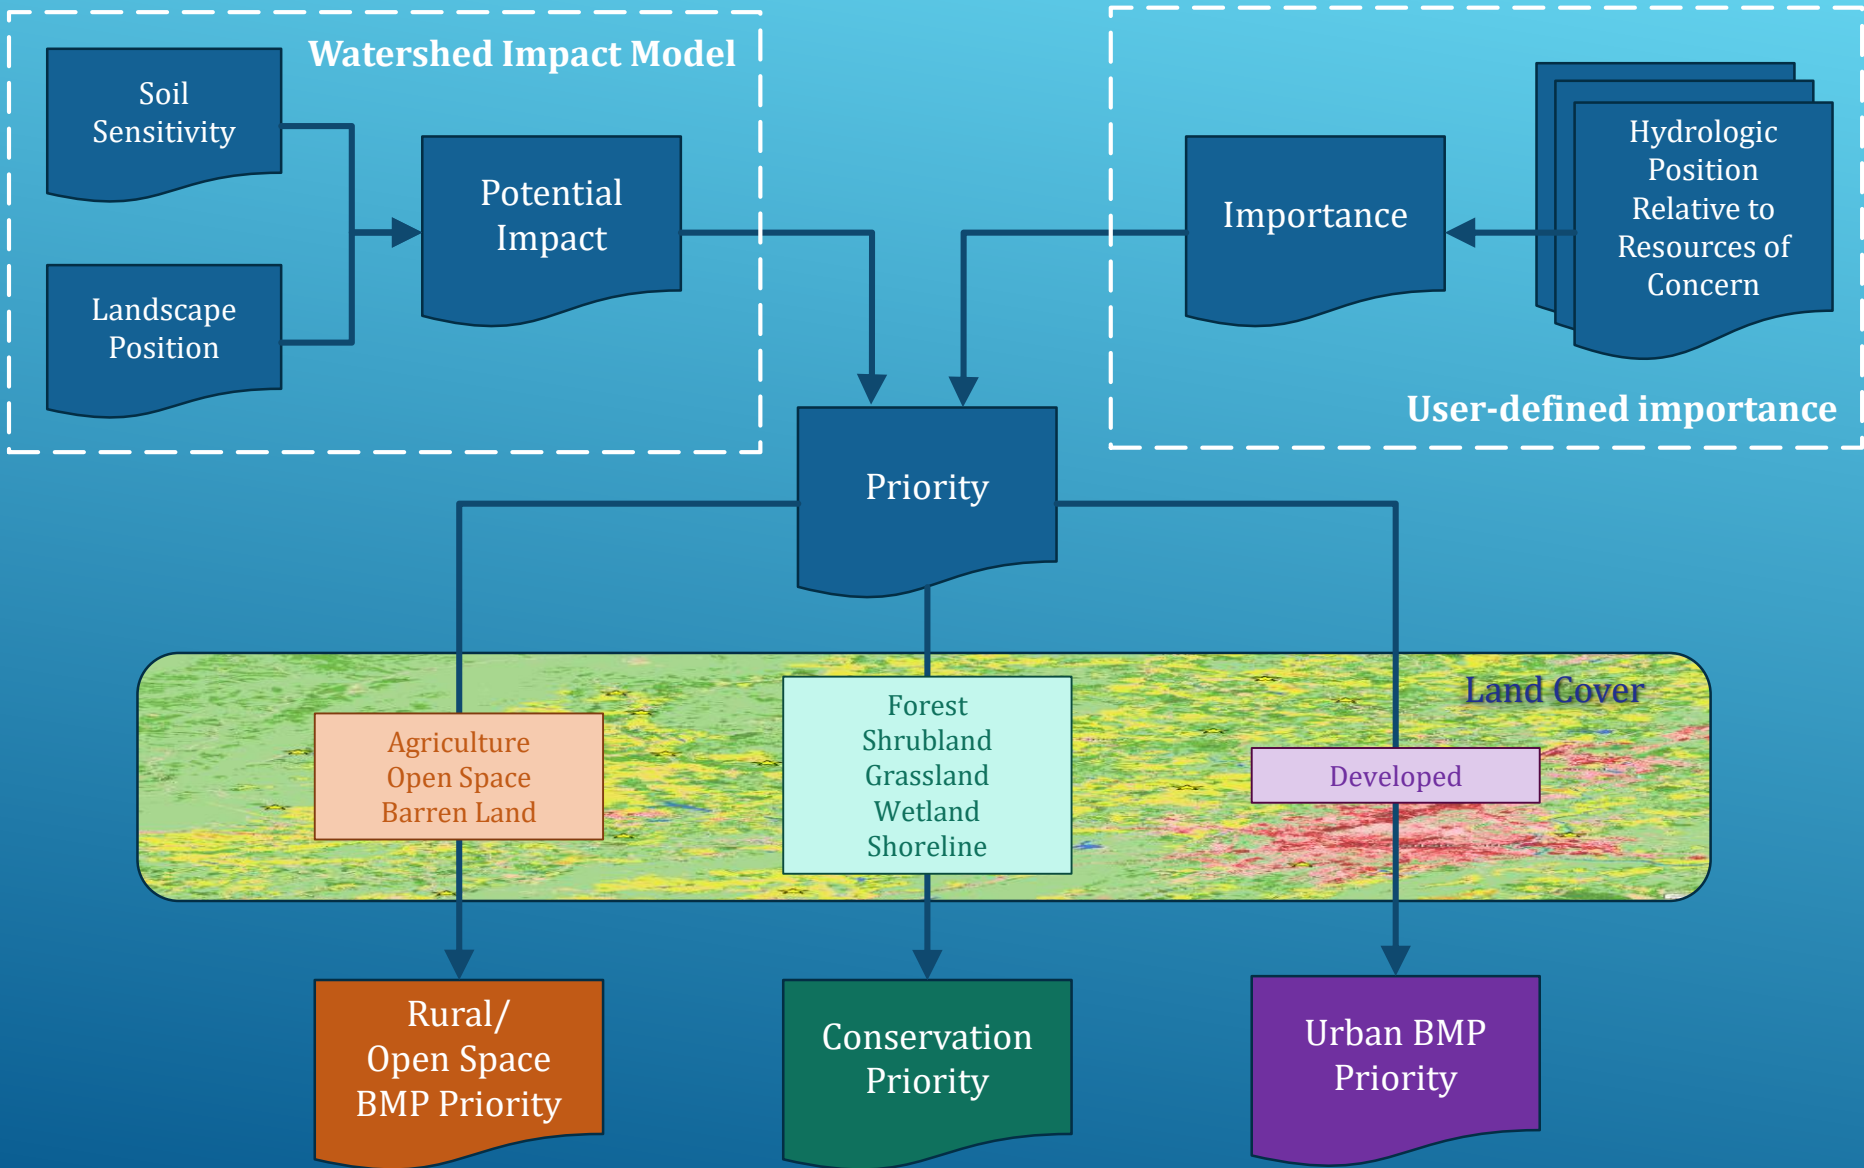 Watershed Impact Model
Soil
Sensitivity
Landscape
Position
Potential
Impact
Importance
Hydrologic
Position
Relative to
Resources of
Concern
User-defined importance
Priority
Land Cover
Agriculture
Open Space
Barren Land
Forest
Shrubland
Grassland
Wetland
Shoreline
Developed
Rural/
Open Space
BMP Priority
Conservation
Priority
Urban BMP
Priority